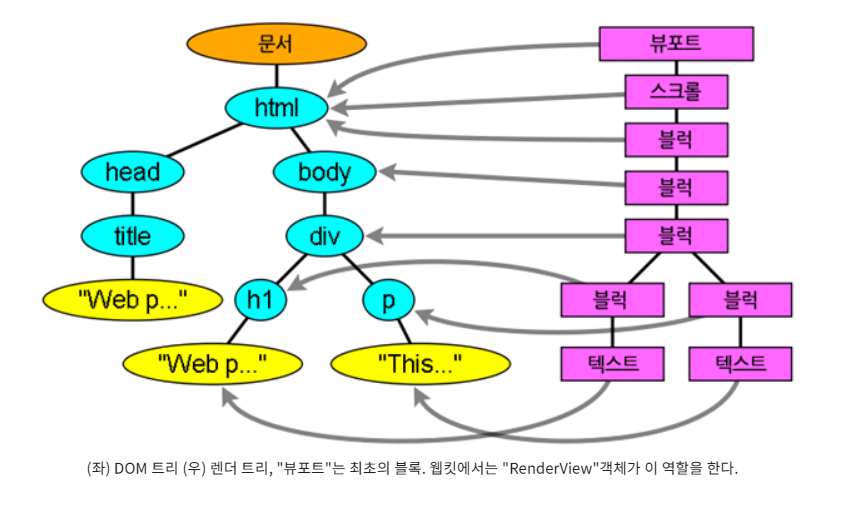 문서
뷰포트
html
스크롤
블럭
head
body
블럭
title
div
블럭
"Web p..."
h1
p
블럭
블럭
"Web p..."
"This..."
텍스트
텍스트
(좌) DOM 트리 (우) 렌더 트리, "뷰포트"는 최초의 블록. 웹킷에서는 "RenderView"객체가 이 역할을 한다.